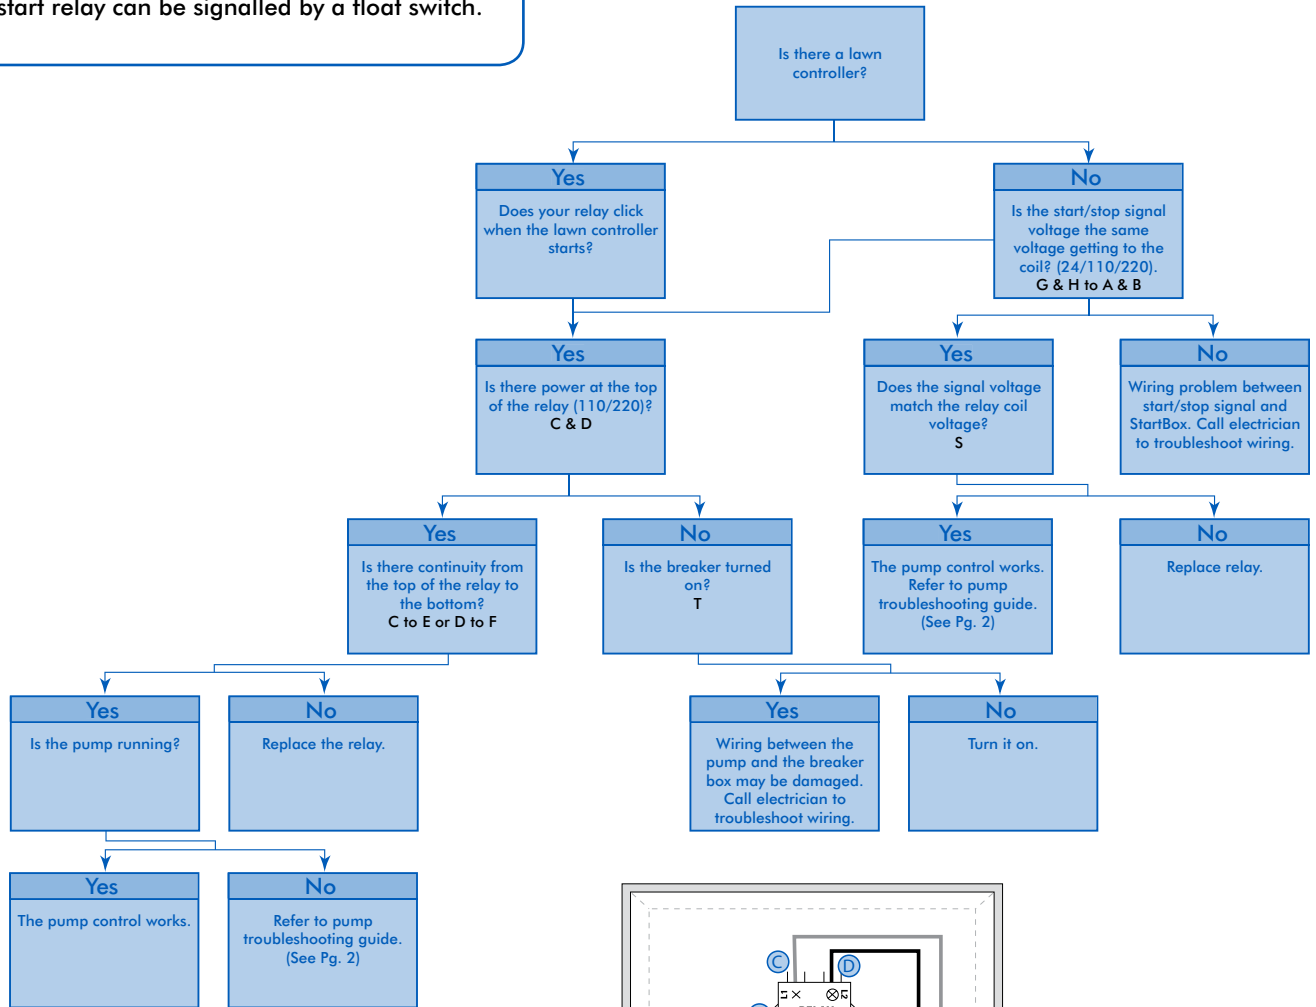 start relay can be signalled by a float switch.
Is there a lawn
controller?
Yes
Does your relay click
when the lawn controller
starts?
No
Is the start/stop signal
voltage the same
voltage getting to the
coil? (24/110/220).
G & H to A & B
Yes
Is there power at the top
of the relay (110/220)?
C & D
Yes
Does the signal voltage
match the relay coil
voltage?
S
No
Wiring problem between
start/stop signal and
StartBox. Call electrician
to troubleshoot wiring.
Yes
Is there continuity from
the top of the relay to
the bottom?
C to E or D to F
No
Is the breaker turned
on?
T
Yes
The pump control works.
Refer to pump
troubleshooting guide.
(See Pg. 2)
No
Replace relay.
Yes
Is the pump running?
No
Replace the relay.
Yes
Wiring between the
pump and the breaker
box may be damaged.
Call electrician to
troubleshoot wiring.
No
Turn it on.
Yes
The pump control works.
No
Refer to pump
troubleshooting guide.
(See Pg. 2)
C
D
L1
L2